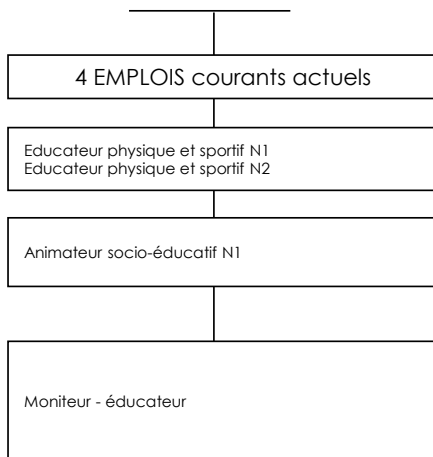 4 EMPLOIS courants actuels
Educateur physique et sportif N1
Educateur physique et sportif N2
Animateur socio-éducatif N1
Moniteur - éducateur